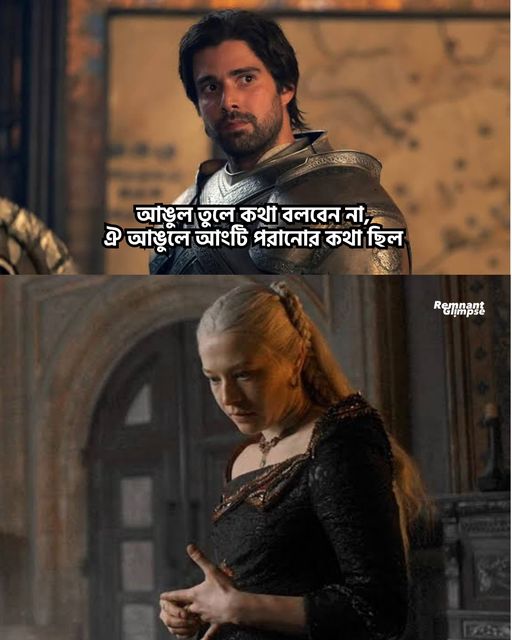 আঙুল তুলে কথা বলবেন না,
ঐ আঙুলে আংটি পরানোর কথা ছিল
Remnant
Glimpse